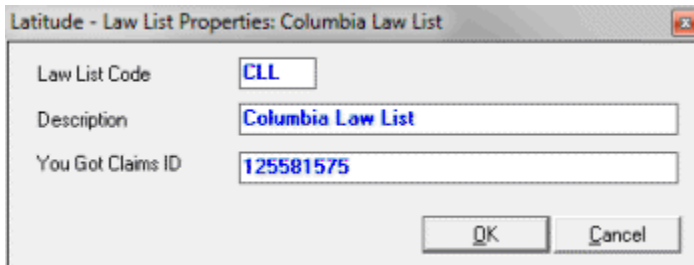 Latitude - Law List Properties: Columbia Law List
Law List Code CLL
Description Columbia Law List
You Got Claims ID 125581575
OK Cancel